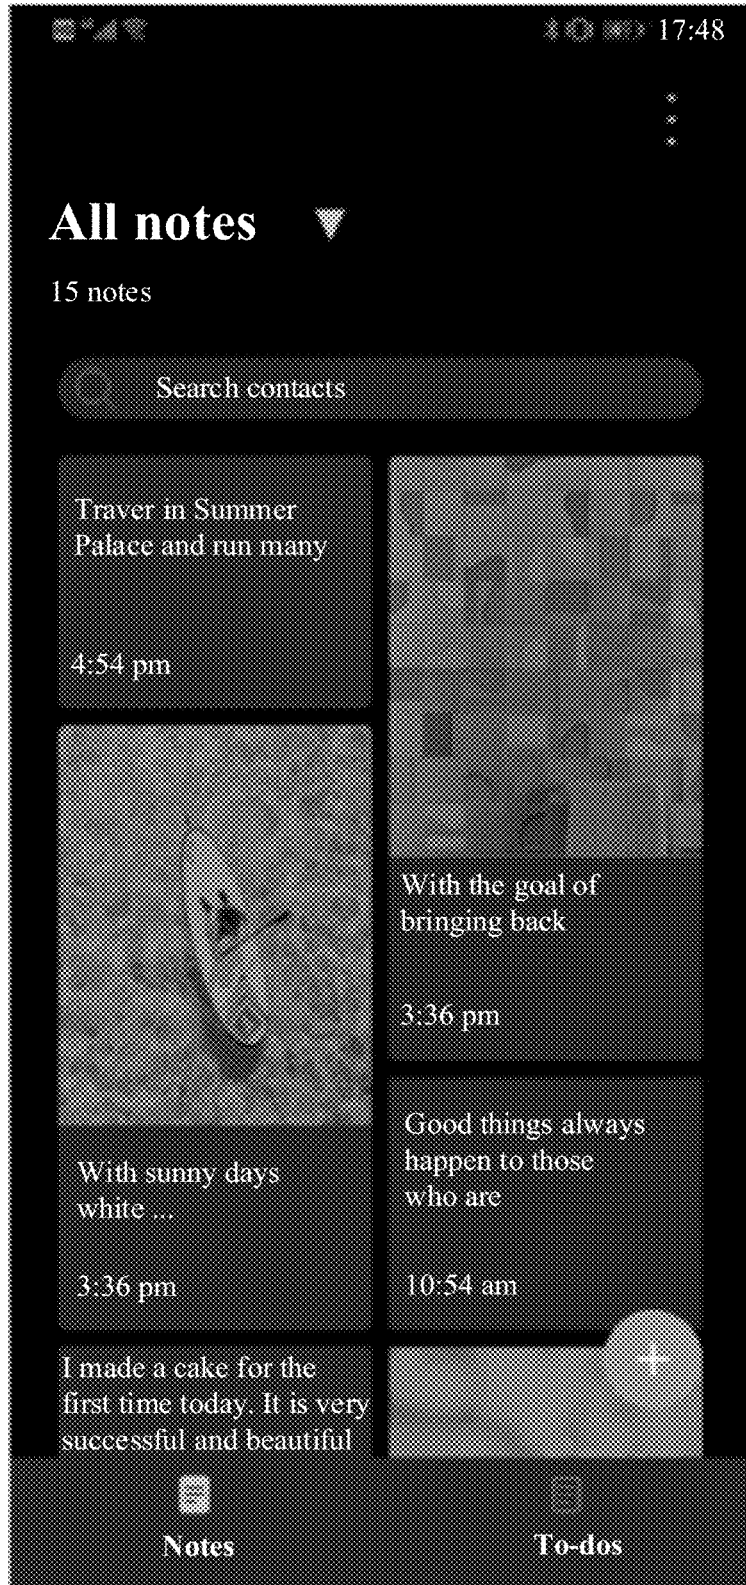 17:48
All notes
15 notes
Search contacts
Traver in Summer
Palace and run many
4:54 pm
With the goal of
bringing back
3:36 pm
With sunny days
white ...
3:36 pm
Good things always
happen to those
who are
10:54 am
I made a cake for the
first time today. It is very
successful and beautiful
Notes
To-dos